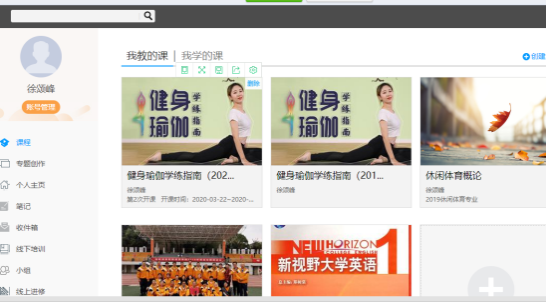 我教的课 | 我学的课
创建
徐颂峰
账号管理
课程
专题创作
个人主页
笔记
收件箱
线下培训
小组
线上进修
删除
健身
瑜伽
学练指南
健身瑜伽学练指南（202...
徐颂峰
第2次开课 开课时间：2020-03-22~2020-...
健身
瑜伽
学练指南
健身瑜伽学练指南（201...
徐颂峰
休闲体育概论
徐颂峰
2019休闲体育专业
NEW HORIZON
新视野大学英语 1